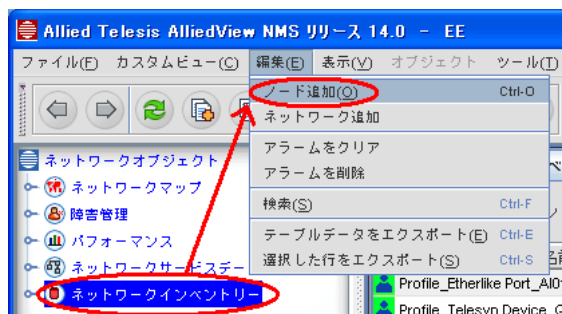 Allied Telesis AlliedView NMS リリース 14.0 - EE
ファイル(F) カスタムビュー(C) 編集(E) 表示(V) オブジェクト ツール(T)
ノード追加(O) Ctrl-O
ネットワーク追加
アラームをクリア
アラームを削除
検索(S) Ctrl-F
テーブルデータをエクスポート(E) Ctrl-E
選択した行をエクスポート(S) Ctrl-S
ネットワークオブジェクト
ネットワークマップ
障害管理
パフォーマンス
ネットワークサービスデー
ネットワークインベントリー
Profile_Etherlike Port_AI0
Profile_Telesyn Device